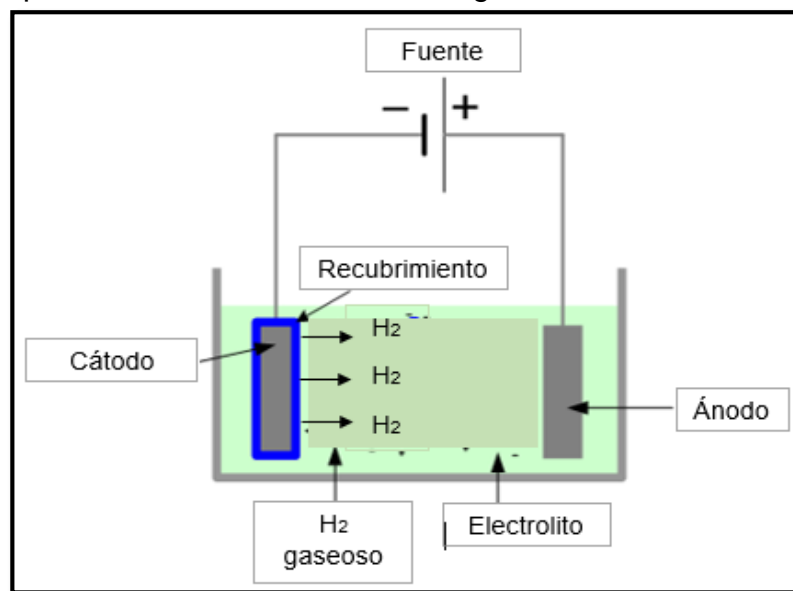 Fuente
− +
Recubrimiento
H₂
Cátodo
H₂
H₂
Ánodo
H₂
gaseoso
Electrolito